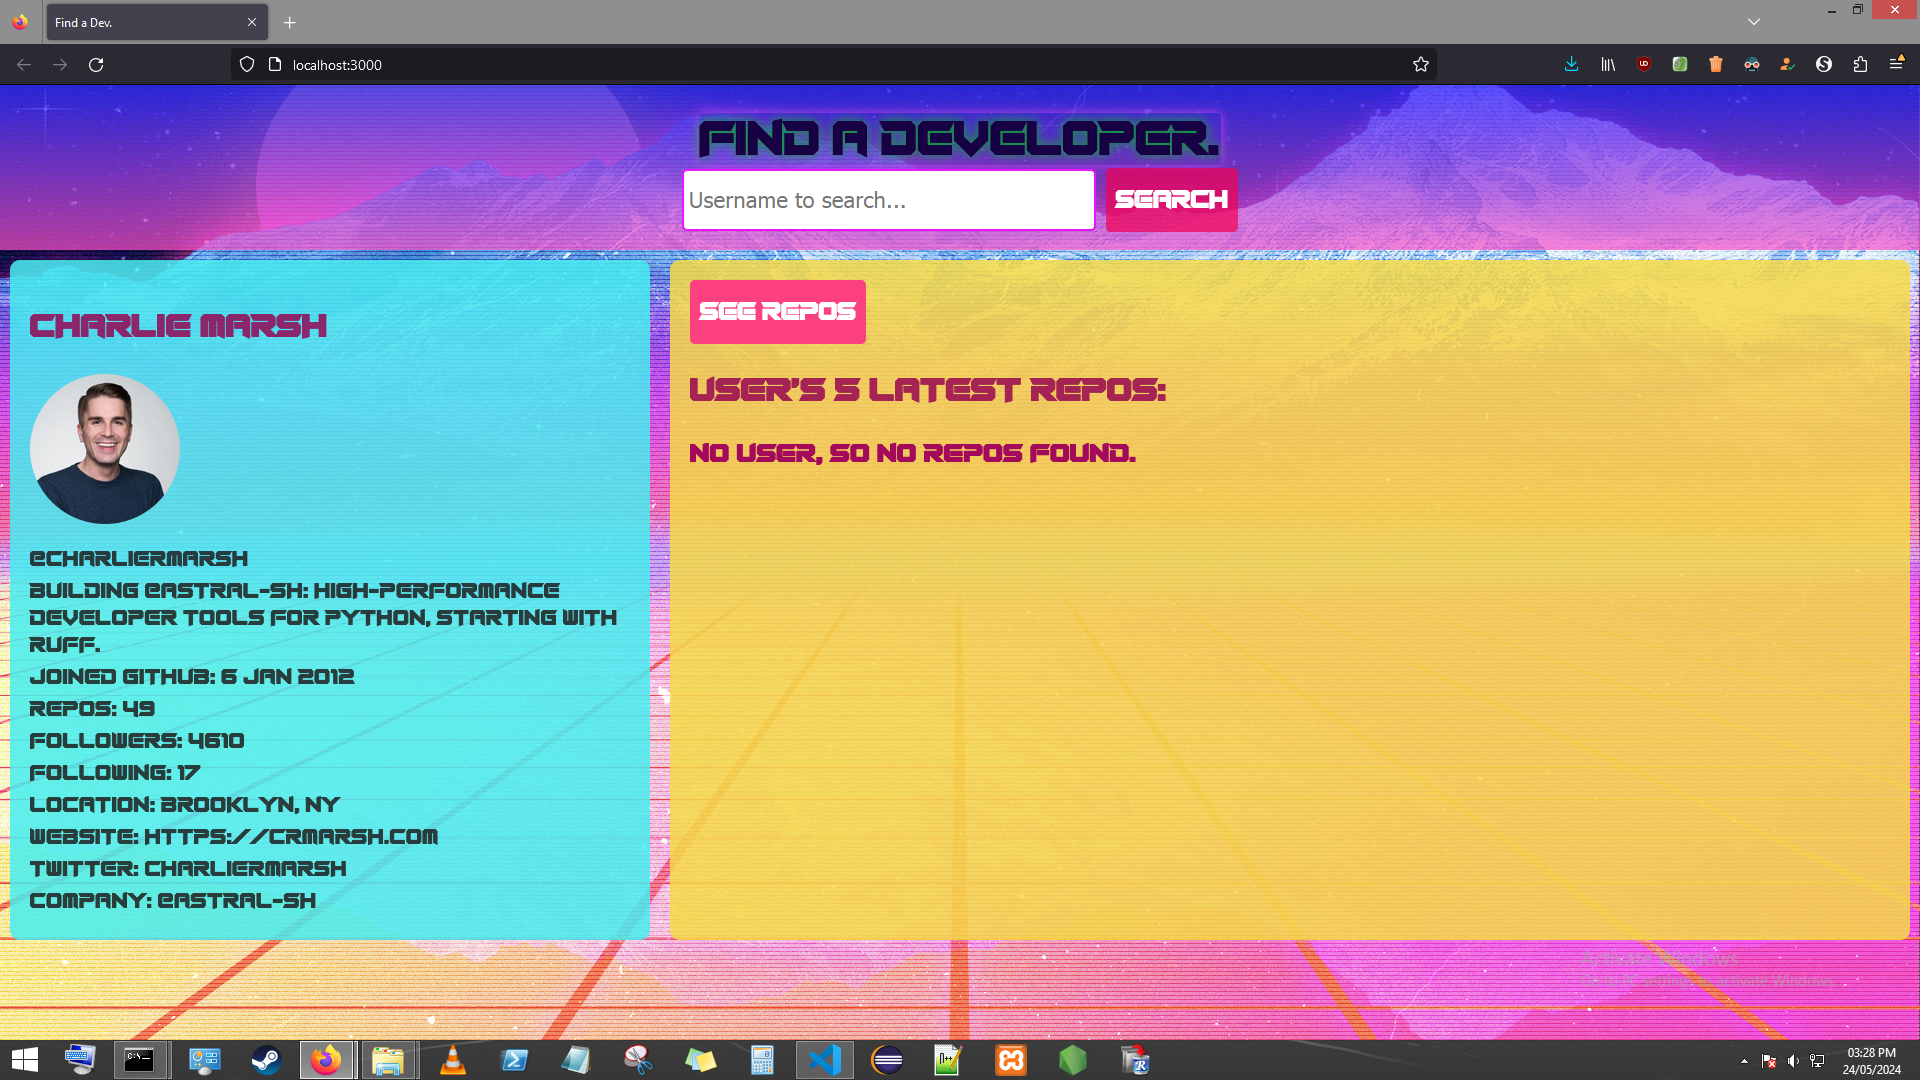 Find a Dev.
localhost:3000
FIND A DEVELOPER.
Username to search...
SEARCH
CHARLIE MARSH
@CHARLIERMARSH
BUILDING @ASTRAL-SH: HIGH-PERFORMANCE
DEVELOPER TOOLS FOR PYTHON, STARTING WITH
RUFF.
JOINED GITHUB: 6 JAN 2012
REPOS: 49
FOLLOWERS: 4610
FOLLOWING: 17
LOCATION: BROOKLYN, NY
WEBSITE: HTTPS://CRMARSH.COM
TWITTER: CHARLIERMARSH
COMPANY: @ASTRAL-SH
SEE REPOS
USER'S 5 LATEST REPOS:
NO USER, SO NO REPOS FOUND.
Activate Windows
Go to PC settings to activate Windows.
03:28 PM
24/05/2024